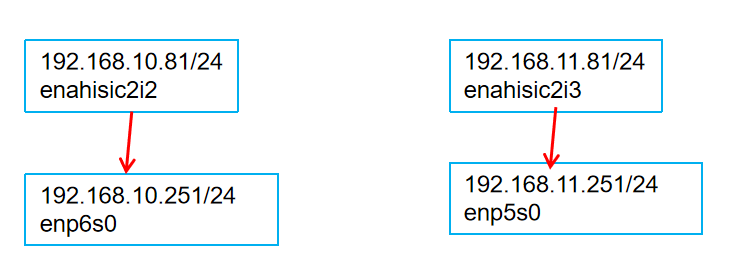 192.168.10.81/24
enahisic2i2
192.168.11.81/24
enahisic2i3
192.168.10.251/24
enp6s0
192.168.11.251/24
enp5s0